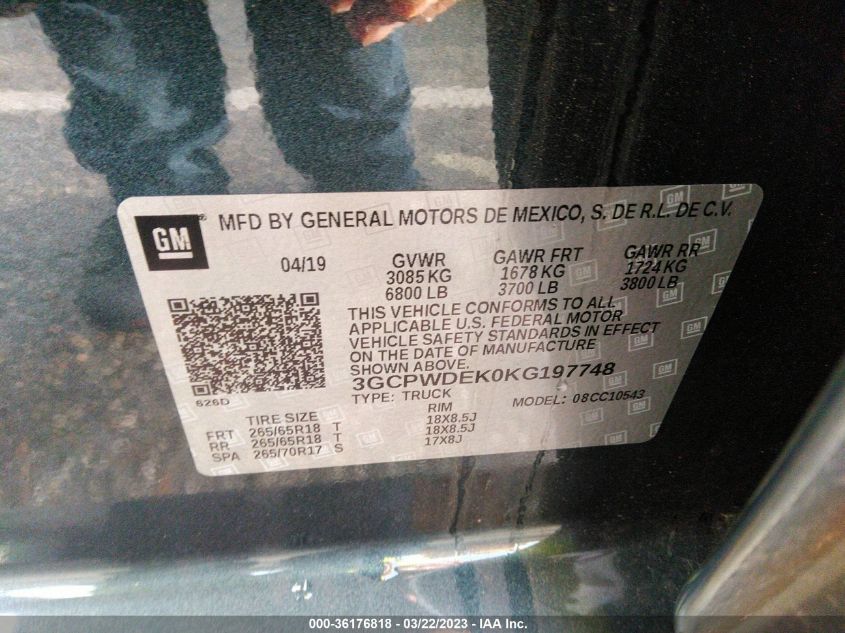 GM
MFD BY GENERAL MOTORS DE MEXICO, S. DE R.L. DE C.V.
04/19 GVWR GAWR FRT GAWR RR
3085 KG 1678 KG 1724 KG
6800 LB 3700 LB 3800 LB
THIS VEHICLE CONFORMS TO ALL
APPLICABLE U.S. FEDERAL MOTOR
VEHICLE SAFETY STANDARDS IN EFFECT
ON THE DATE OF MANUFACTURE
SHOWN ABOVE.
3GCPWDEK0KG197748
626D TYPE: TRUCK MODEL: 08CC10543
TIRE SIZE RIM
FRT 265/65R18 T 18X8.5J
RR 265/65R18 T 18X8.5J
SPA 265/70R17 S 17X8J
000-36176818 - 03/22/2023 - IAA Inc.